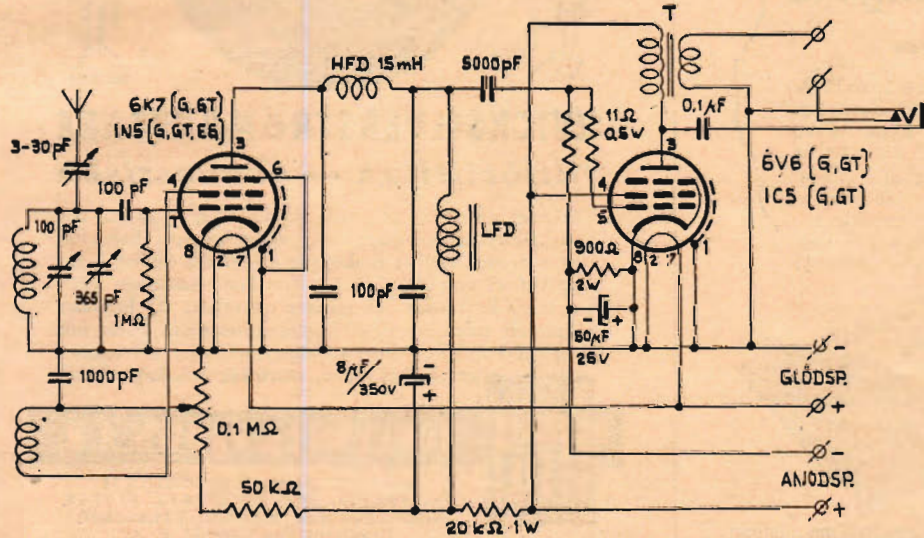 HFD 15mH
5000pF
T
6K7 [G,GT]
1N5 [G,GT,EG]
3-30pF
100 pF
100 pF
365 pF
1MΩ
3
4
6
T
8
2
7
1
11Ω
0,5W
0.1µF
V
6V6 [G,GT]
1C5 [G,GT]
3
4
5
8
2
7
1
LFD
900Ω
2W
50µF
25V
- +
100pF
1000pF
8µF/350V
-
+
0.1 MΩ
50 kΩ
20 kΩ 1W
-
GLÖDSP.
+
-
ANODSP.
+